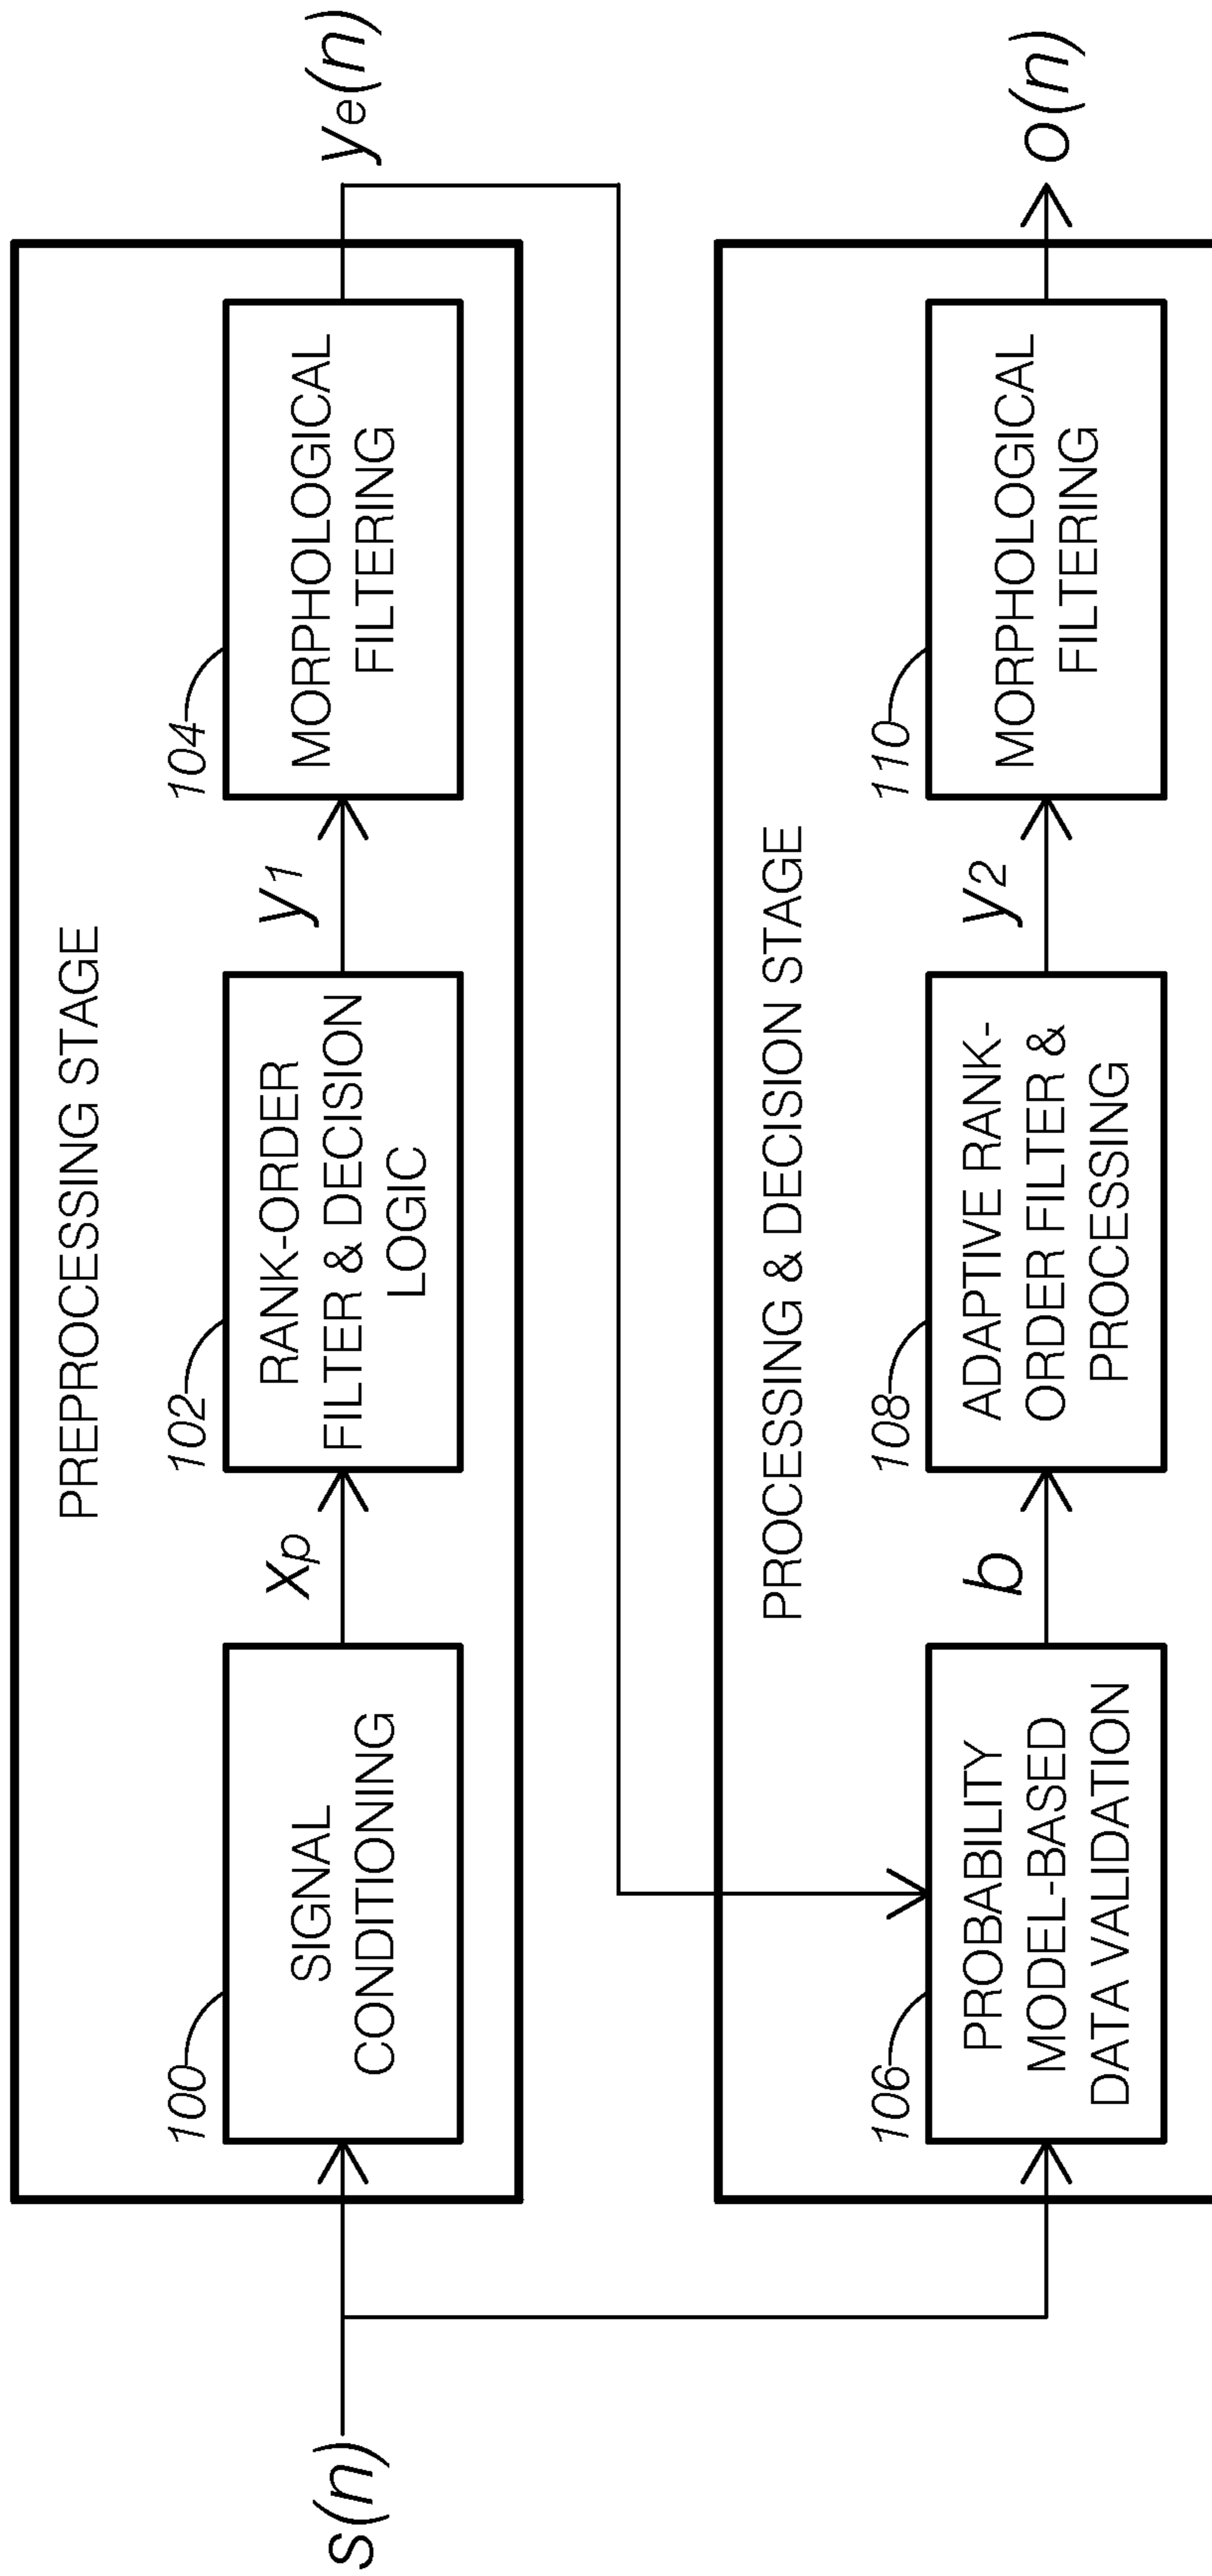 PREPROCESSING STAGE
s(n)
100
SIGNAL
CONDITIONING
xp
102
RANK-ORDER
FILTER & DECISION
LOGIC
y1
104
MORPHOLOGICAL
FILTERING
ye(n)
PROCESSING & DECISION STAGE
106
PROBABILITY
MODEL-BASED
DATA VALIDATION
b
108
ADAPTIVE RANK-
ORDER FILTER &
PROCESSING
y2
110
MORPHOLOGICAL
FILTERING
o(n)